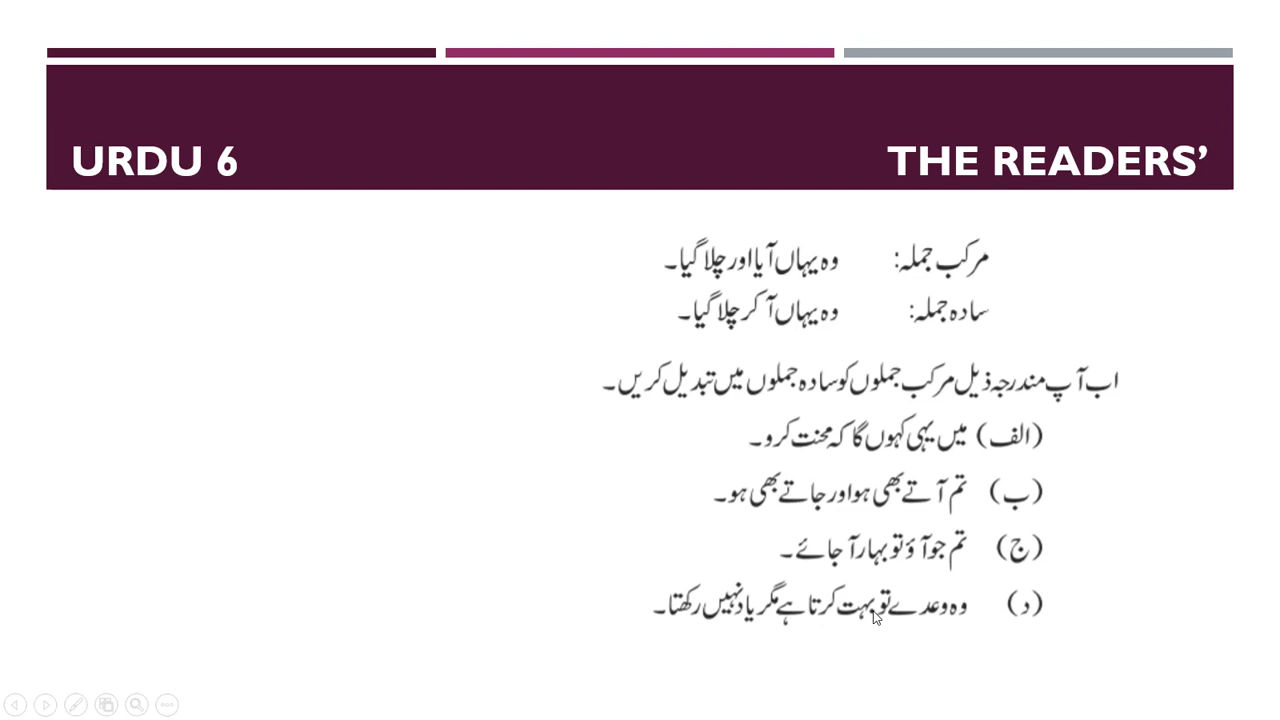 URDU 6 THE READERS’
مرکب جملہ: وہ یہاں آیا اور چلا گیا۔
سادہ جملہ: وہ یہاں آ کر چلا گیا۔
اب آپ مندرجہ ذیل مرکب جملوں کو سادہ جملوں میں تبدیل کریں۔
(الف) میں یہی کہوں گا کہ محنت کرو۔
(ب) تم آتے بھی ہو اور جاتے بھی ہو۔
(ج) تم جو آؤ تو بہار آ جائے۔
(د) وہ وعدے تو بہت کرتا ہے مگر یاد نہیں رکھتا۔